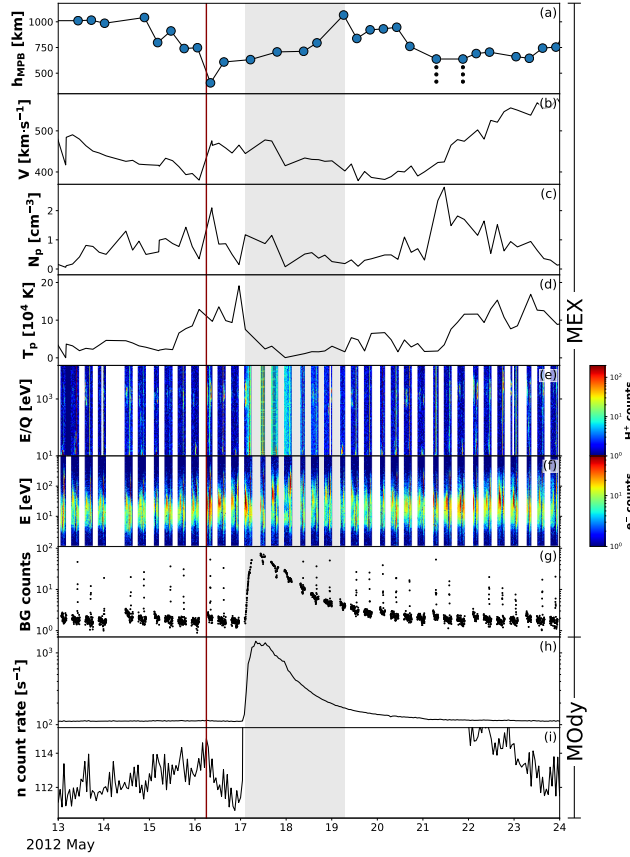 (a)
1000
750
500
h_MPB [km]
(b)
500
400
V [km·s⁻¹]
(c)
2
1
0
N_p [cm⁻³]
(d)
20
10
0
T_p [10⁴ K]
MEX
(e)
10³
10¹
E/Q [eV]
10²
10¹
10⁰
H⁺ counts
(f)
10²
10¹
E [eV]
10¹
10⁰
e⁻ counts
(g)
10²
10¹
10⁰
BG counts
(h)
10³
10²
n count rate [s⁻¹]
(i)
114
112
MOdy
13 14 15 16 17 18 19 20 21 22 23 24
2012 May